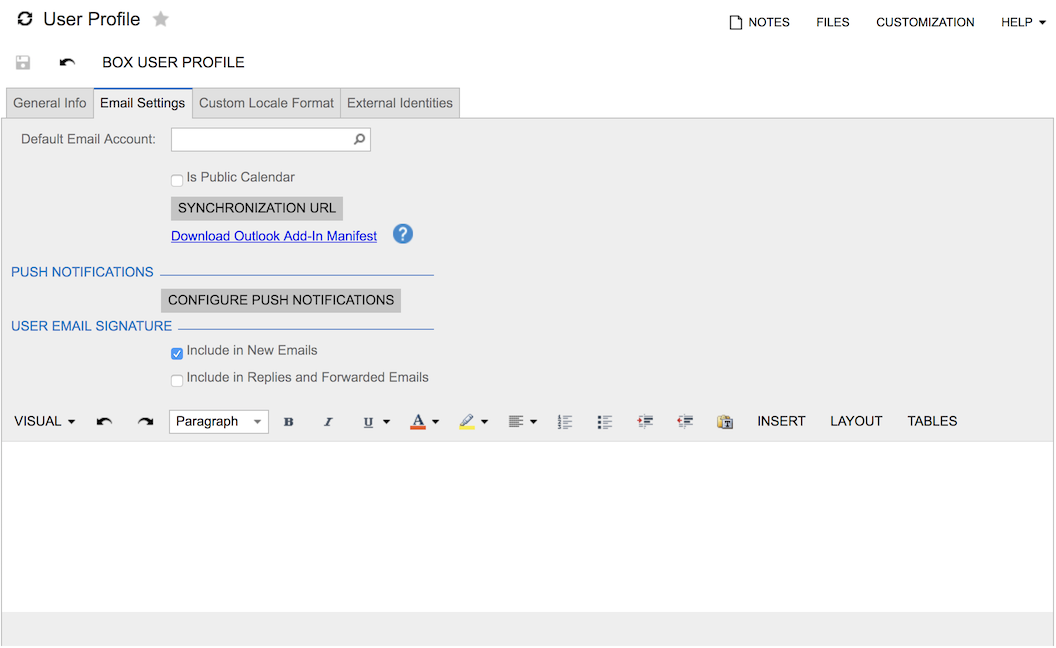 User Profile
NOTES FILES CUSTOMIZATION HELP
BOX USER PROFILE
General Info Email Settings Custom Locale Format External Identities
Default Email Account:
Is Public Calendar
SYNCHRONIZATION URL
Download Outlook Add-In Manifest ?
PUSH NOTIFICATIONS
CONFIGURE PUSH NOTIFICATIONS
USER EMAIL SIGNATURE
Include in New Emails
Include in Replies and Forwarded Emails
VISUAL Paragraph B I U A INSERT LAYOUT TABLES